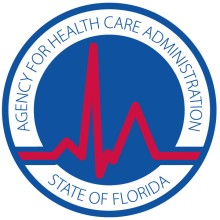 AGENCY FOR HEALTH CARE ADMINISTRATION
STATE OF FLORIDA